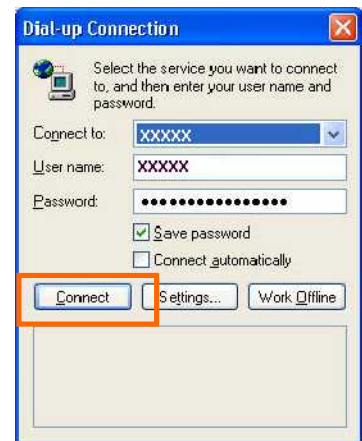 Dial-up Connection
Select the service you want to connect
to, and then enter your user name and
password.
Connect to: XXXXX
User name: XXXXX
Password: ●●●●●●●●●●●●●●●●
Save password
Connect automatically
Connect Settings... Work Offline